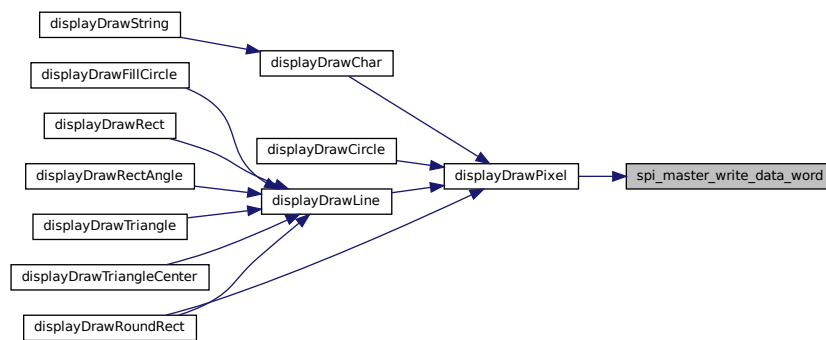 displayDrawString
displayDrawChar
displayDrawFillCircle
displayDrawRect
displayDrawCircle
displayDrawRectAngle
displayDrawPixel
spi_master_write_data_word
displayDrawLine
displayDrawTriangle
displayDrawTriangleCenter
displayDrawRoundRect